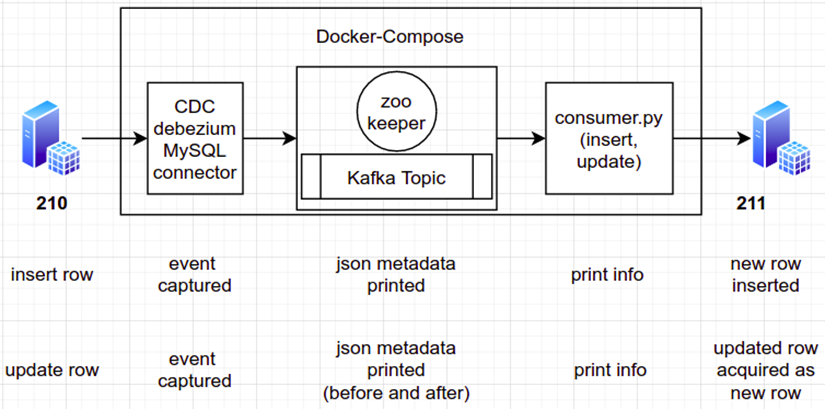 Docker-Compose
CDC
debezium
MySQL
connector
zoo
keeper
Kafka Topic
consumer.py
(insert,
update)
210
211
insert row
event
captured
json metadata
printed
print info
new row
inserted
update row
event
captured
json metadata
printed
(before and after)
print info
updated row
acquired as
new row